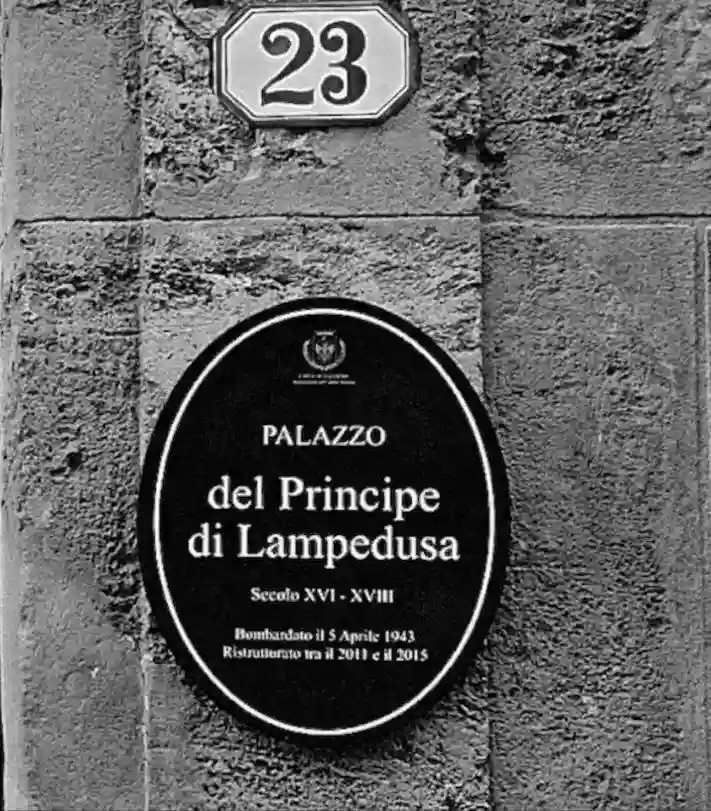 23
PALAZZO
del Principe
di Lampedusa
Secolo XVI - XVIII
Bombardato il 5 Aprile 1943
Ristrutturato tra il 2011 e il 2015